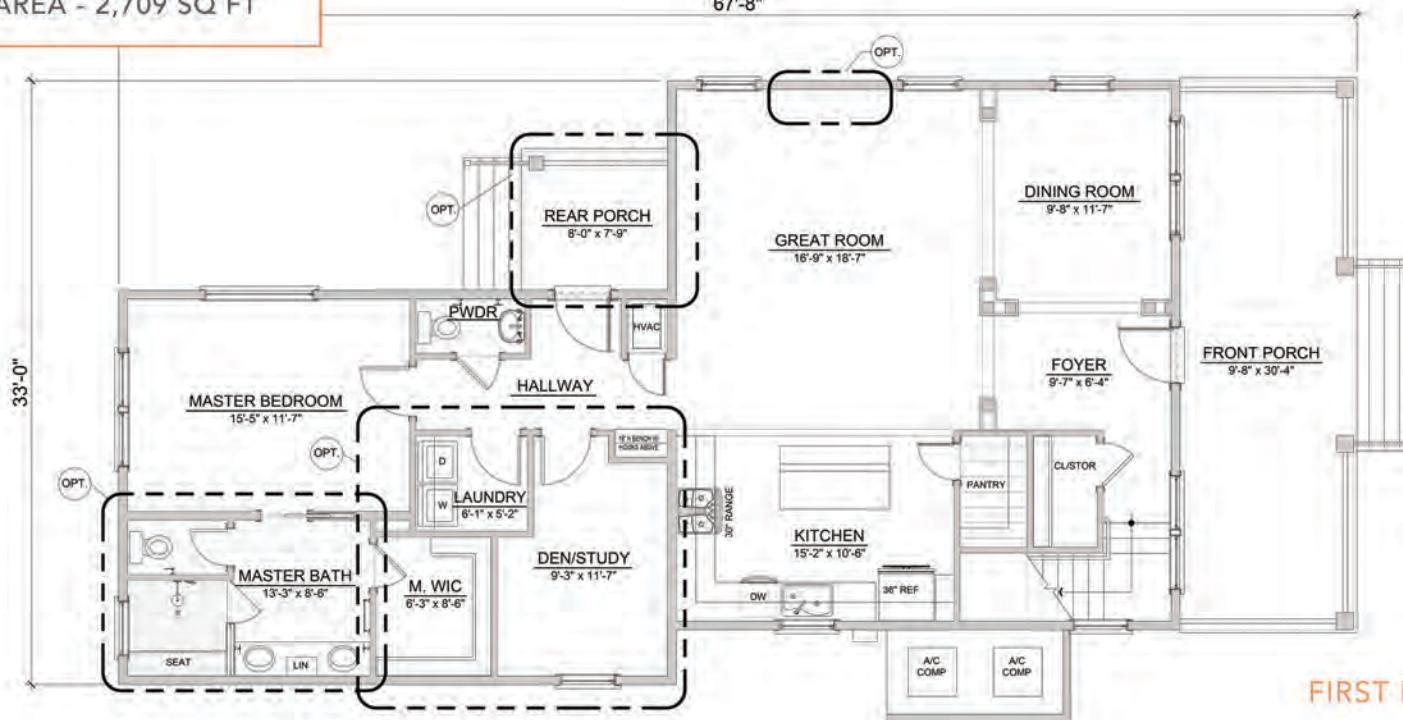 AREA - 2,709 SQ FT
67'-8"
OPT.
DINING ROOM
9'-8" x 11'-7"
OPT.
REAR PORCH
8'-0" x 7'-9"
GREAT ROOM
16'-9" x 18'-7"
PWDR
HVAC
33'-0"
FOYER
9'-7" x 6'-4"
FRONT PORCH
9'-8" x 30'-4"
HALLWAY
MASTER BEDROOM
15'-5" x 11'-7"
OPT.
D
W
LAUNDRY
6'-1" x 5'-2"
CL/STOR
PANTRY
OPT.
30" RANGE
KITCHEN
15'-2" x 10'-6"
DEN/STUDY
9'-3" x 11'-7"
MASTER BATH
13'-3" x 8'-6"
M. WIC
6'-3" x 8'-6"
DW
36" REF
SEAT
LIN
A/C
COMP
A/C
COMP
FIRST